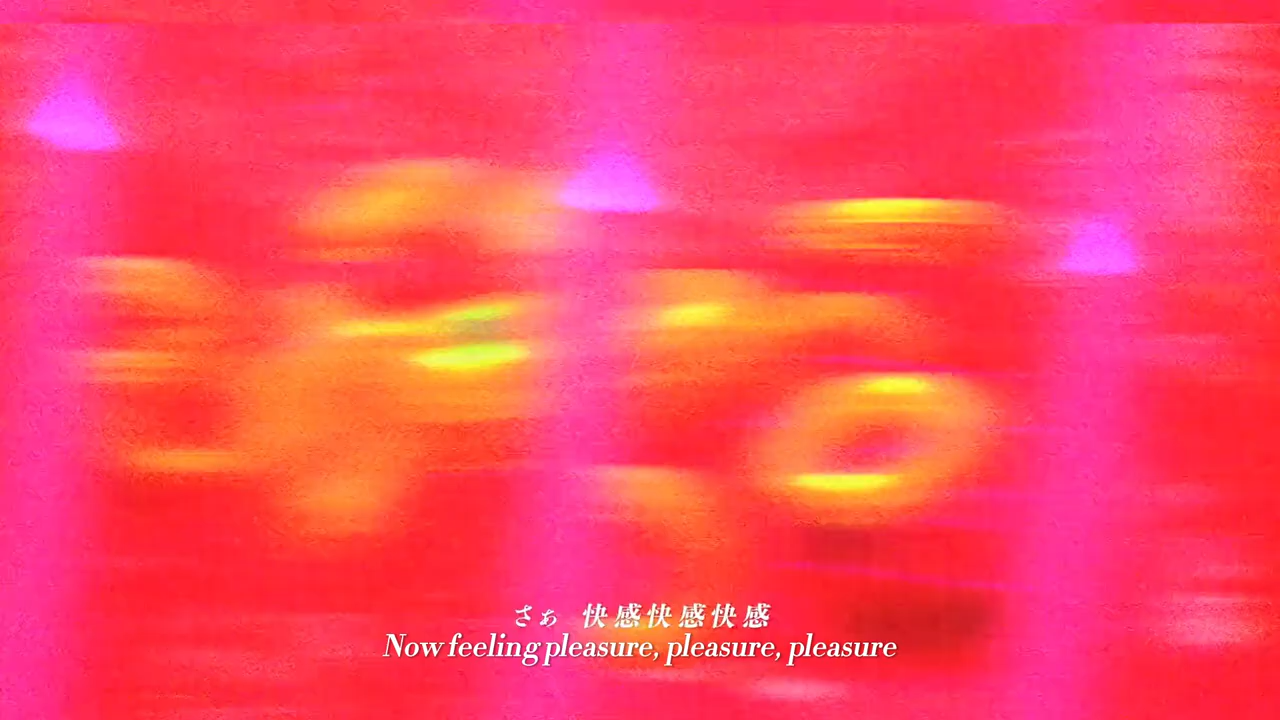 さぁ 快感快感快感
Now feeling pleasure, pleasure, pleasure